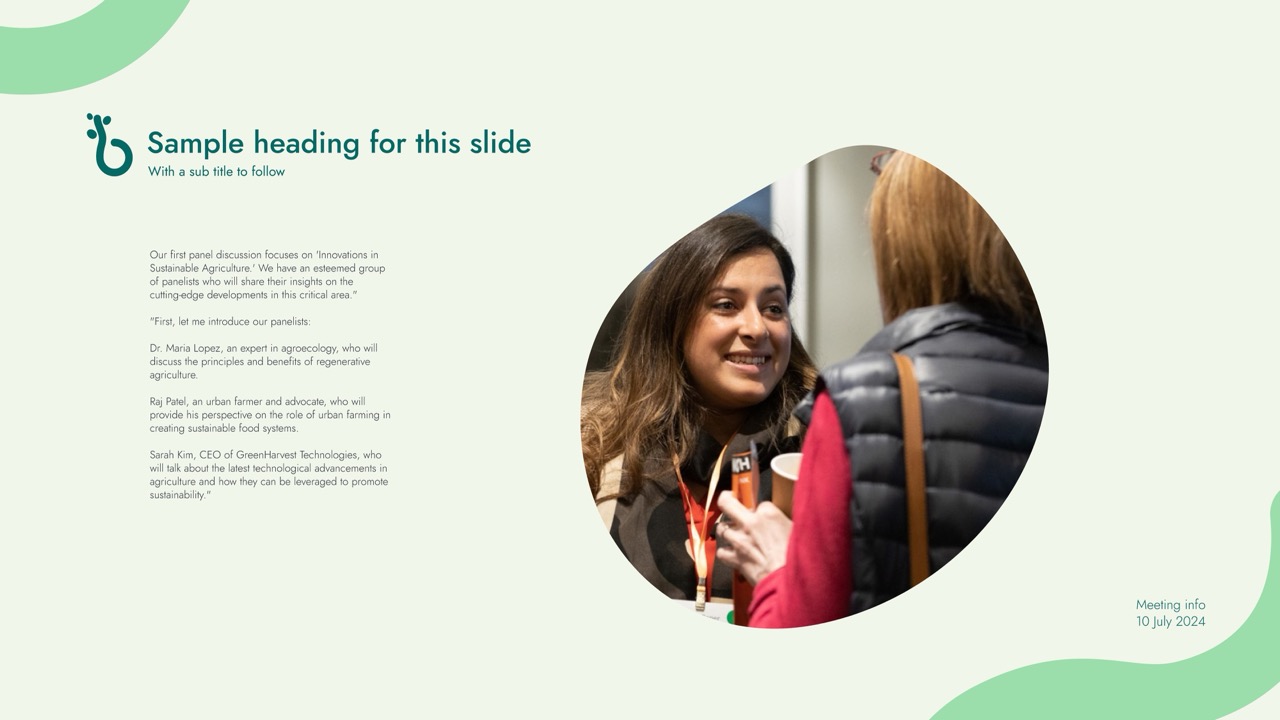 Sample heading for this slide
With a sub title to follow
Our first panel discussion focuses on 'Innovations in
Sustainable Agriculture.' We have an esteemed group
of panelists who will share their insights on the
cutting-edge developments in this critical area."
"First, let me introduce our panelists:
Dr. Maria Lopez, an expert in agroecology, who will
discuss the principles and benefits of regenerative
agriculture.
Raj Patel, an urban farmer and advocate, who will
provide his perspective on the role of urban farming in
creating sustainable food systems.
Sarah Kim, CEO of GreenHarvest Technologies, who
will talk about the latest technological advancements in
agriculture and how they can be leveraged to promote
sustainability."
Meeting info
10 July 2024